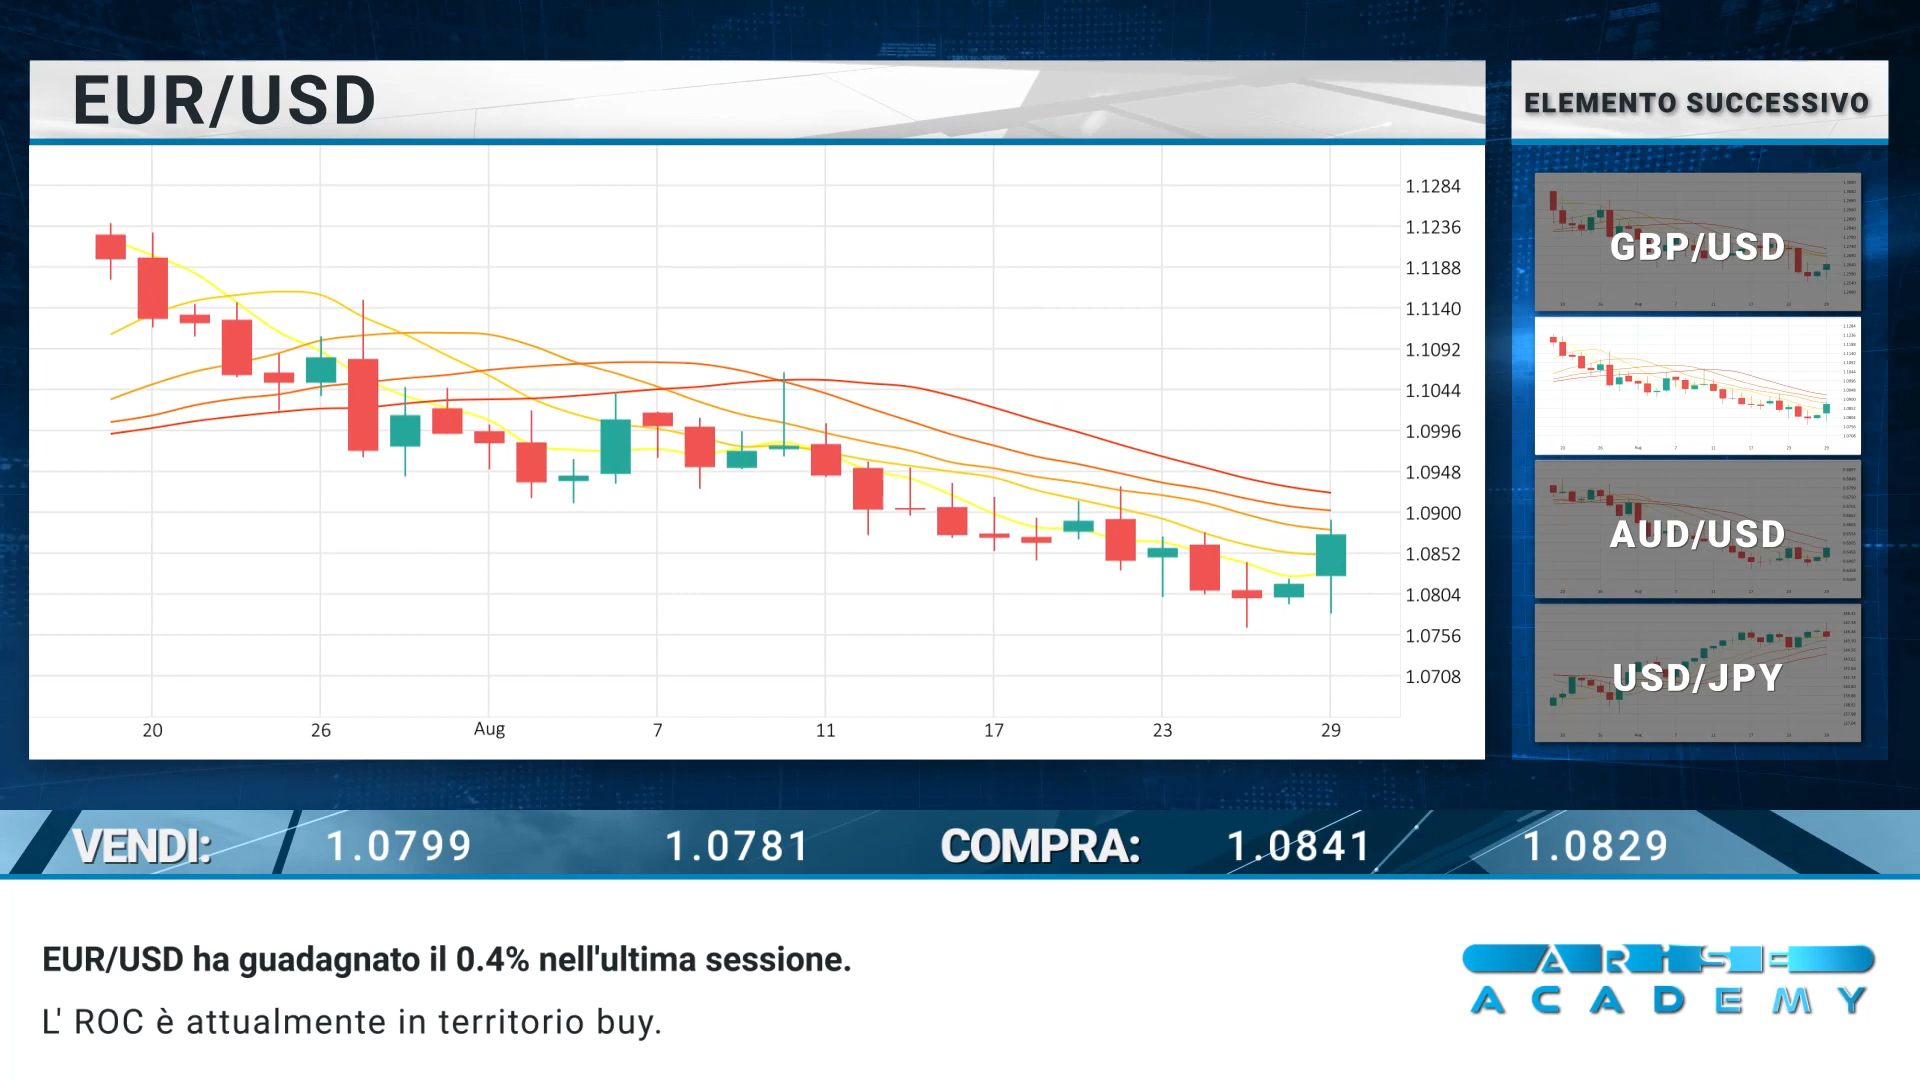 EUR/USD
ELEMENTO SUCCESSIVO
1.1284
1.1236
1.1188
1.1140
1.1092
1.1044
1.0996
1.0948
1.0900
1.0852
1.0804
1.0756
1.0708
20 26 Aug 7 11 17 23 29
GBP/USD
AUD/USD
USD/JPY
VENDI: 1.0799 1.0781 COMPRA: 1.0841 1.0829
EUR/USD ha guadagnato il 0.4% nell'ultima sessione.
L' ROC è attualmente in territorio buy.
ARISE
ACADEMY